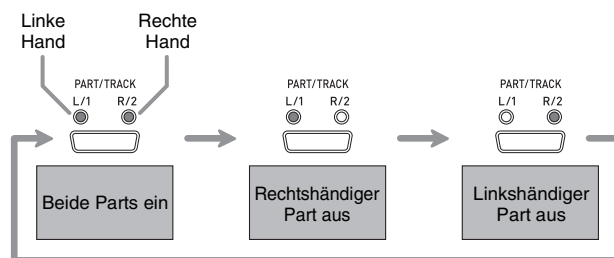 Linke
Hand
Rechte
Hand
PART/TRACK
L/1 R/2
Beide Parts ein
PART/TRACK
L/1 R/2
Rechtshändiger
Part aus
PART/TRACK
L/1 R/2
Linkshändiger
Part aus